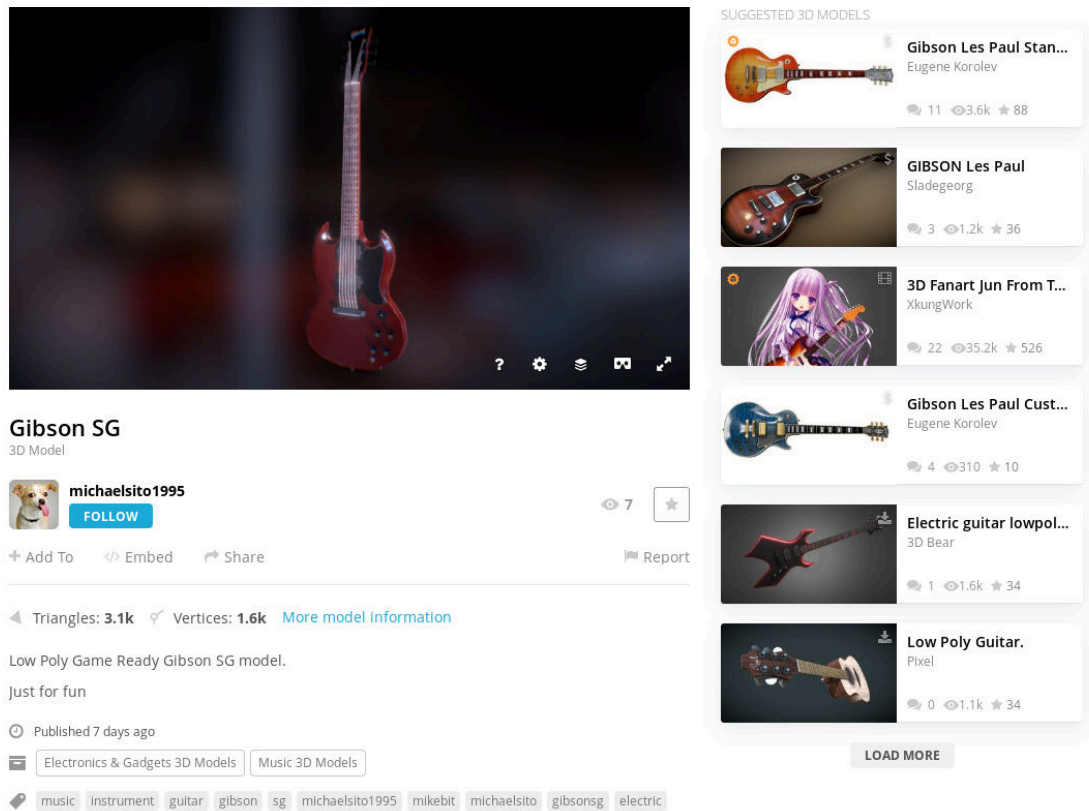 Gibson SG
3D Model
michaelsito1995
FOLLOW
7
Add To
Embed
Share
Report
Triangles: 3.1k
Vertices: 1.6k
More model information
Low Poly Game Ready Gibson SG model.
Just for fun
Published 7 days ago
Electronics & Gadgets 3D Models
Music 3D Models
music instrument guitar gibson sg michaelsito1995 mikebit michaelsito gibsonsg electric
SUGGESTED 3D MODELS
Gibson Les Paul Stan...
Eugene Korolev
11 3.6k 88
GIBSON Les Paul
Sladegeorg
3 1.2k 36
3D Fanart Jun From T...
XkungWork
22 35.2k 526
Gibson Les Paul Cust...
Eugene Korolev
4 310 10
Electric guitar lowpol...
3D Bear
1 1.6k 34
Low Poly Guitar.
Pixel
0 1.1k 34
LOAD MORE